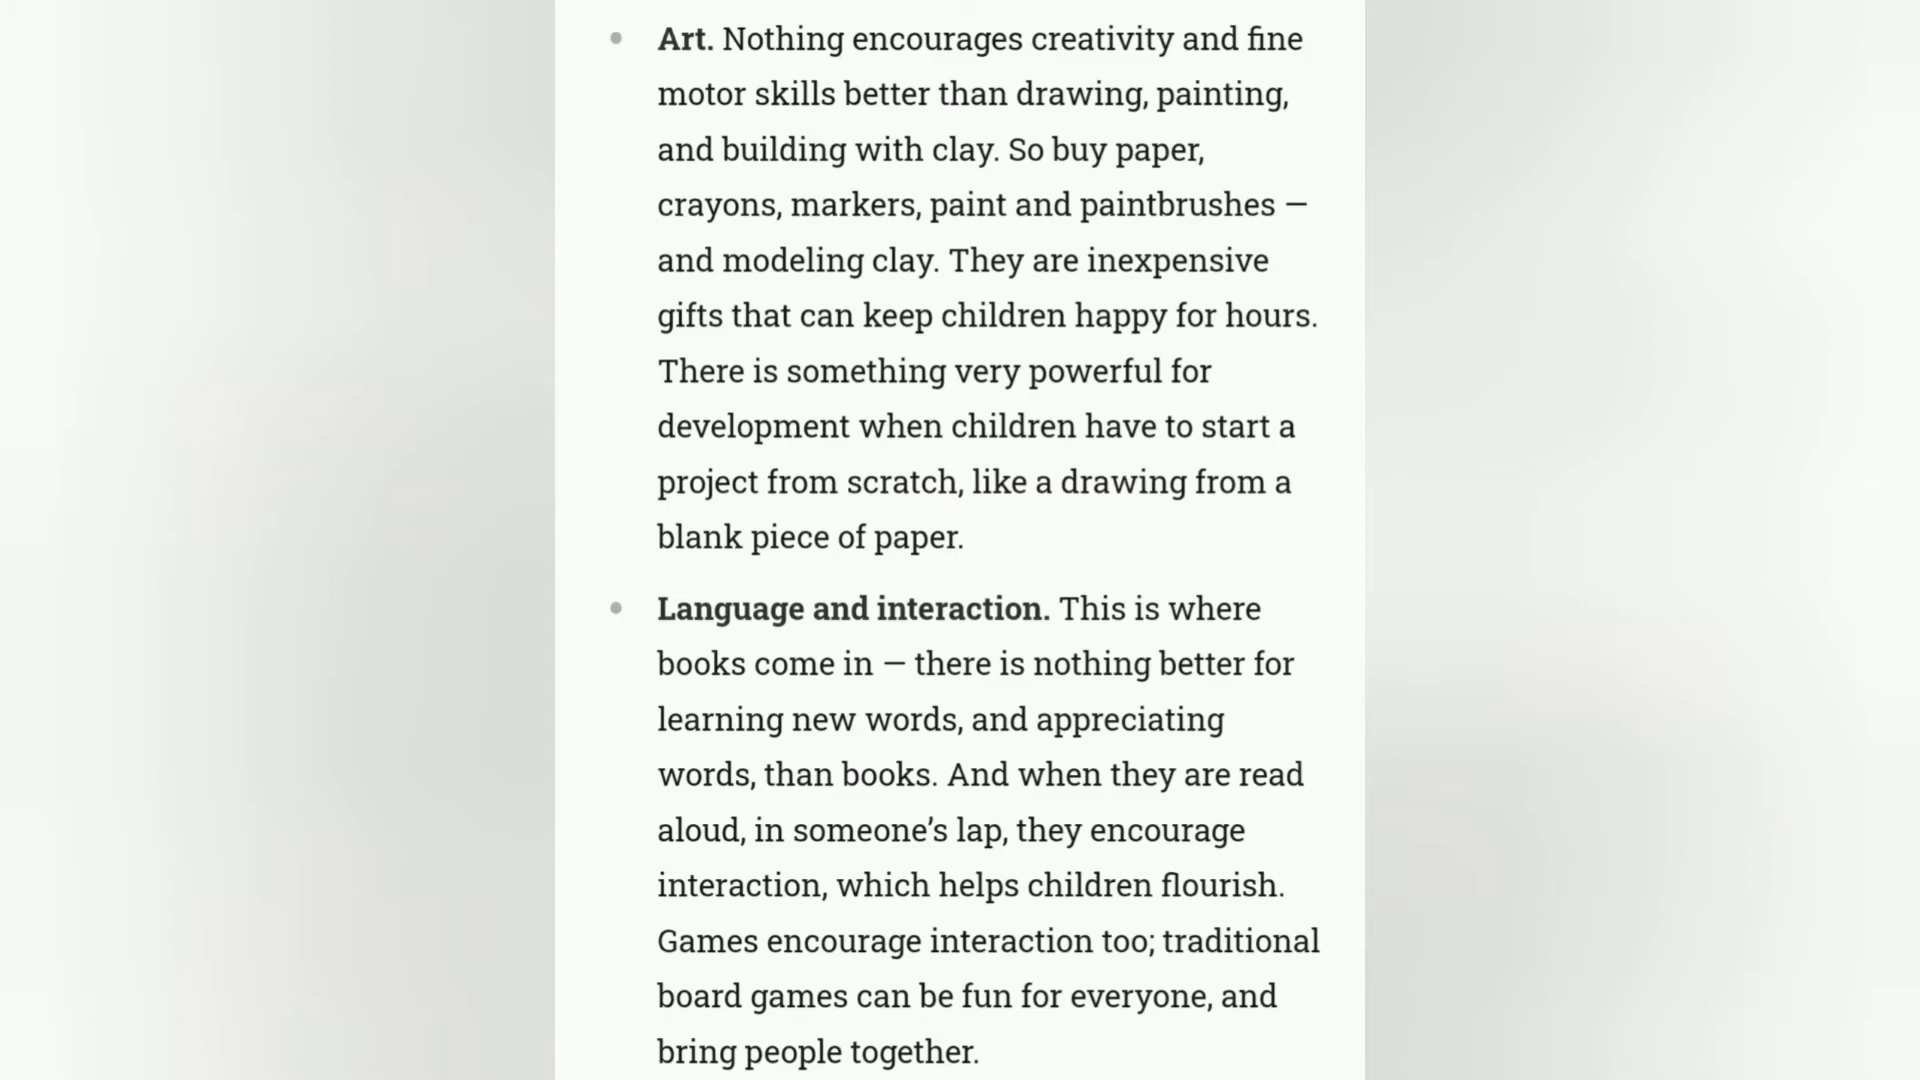 Art. Nothing encourages creativity and fine
motor skills better than drawing, painting,
and building with clay. So buy paper,
crayons, markers, paint and paintbrushes —
and modeling clay. They are inexpensive
gifts that can keep children happy for hours.
There is something very powerful for
development when children have to start a
project from scratch, like a drawing from a
blank piece of paper.
Language and interaction. This is where
books come in — there is nothing better for
learning new words, and appreciating
words, than books. And when they are read
aloud, in someone’s lap, they encourage
interaction, which helps children flourish.
Games encourage interaction too; traditional
board games can be fun for everyone, and
bring people together.